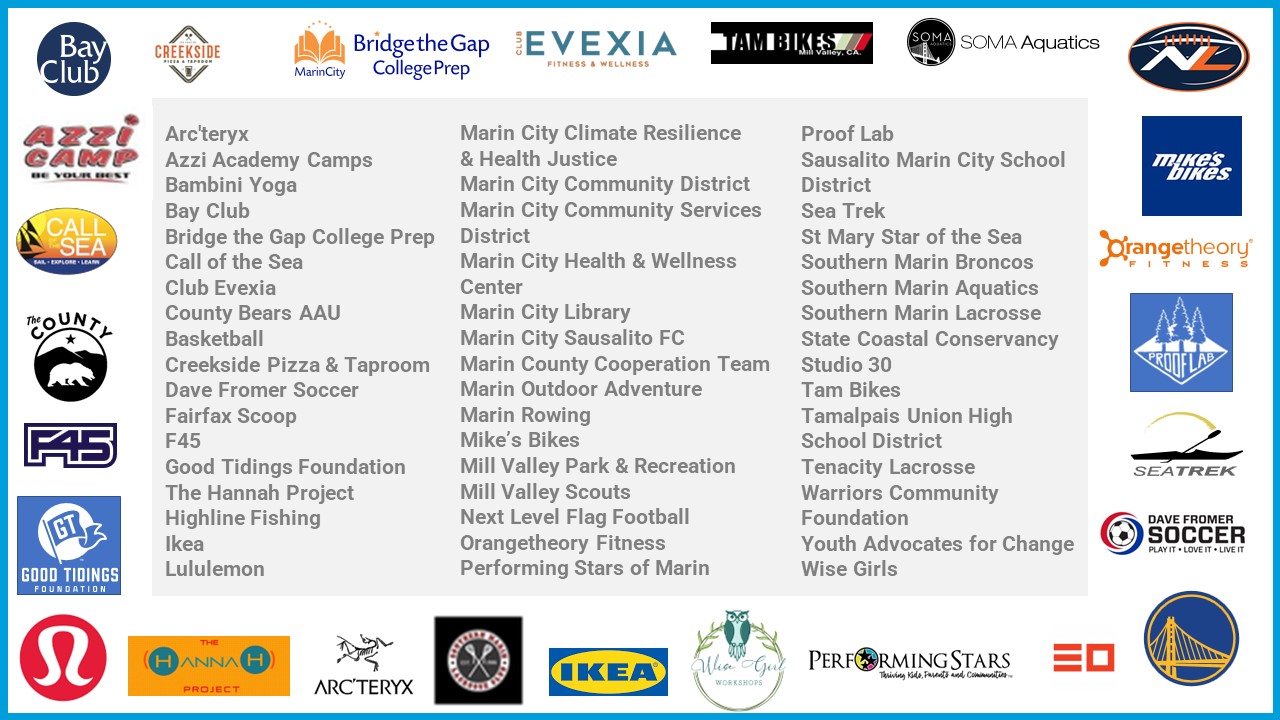 Bay
Club
CREEKSIDE
PIZZA & TAPROOM
MarinCity
Bridge the Gap
College Prep
CLUB
EVEXIA
FITNESS & WELLNESS
TAM BIKES
Mill Valley, CA.
SOMA
AQUATICS
SOMA Aquatics
NL
AZZI
CAMP
BE YOUR BEST
CALL
OF THE
SEA
SAIL • EXPLORE • LEARN
The
COUNTY
F45
GT
GOOD TIDINGS
FOUNDATION
Arc'teryx
Azzi Academy Camps
Bambini Yoga
Bay Club
Bridge the Gap College Prep
Call of the Sea
Club Evexia
County Bears AAU
Basketball
Creekside Pizza & Taproom
Dave Fromer Soccer
Fairfax Scoop
F45
Good Tidings Foundation
The Hannah Project
Highline Fishing
Ikea
Lululemon
Marin City Climate Resilience
& Health Justice
Marin City Community District
Marin City Community Services
District
Marin City Health & Wellness
Center
Marin City Library
Marin City Sausalito FC
Marin County Cooperation Team
Marin Outdoor Adventure
Marin Rowing
Mike’s Bikes
Mill Valley Park & Recreation
Mill Valley Scouts
Next Level Flag Football
Orangetheory Fitness
Performing Stars of Marin
Proof Lab
Sausalito Marin City School
District
Sea Trek
St Mary Star of the Sea
Southern Marin Broncos
Southern Marin Aquatics
Southern Marin Lacrosse
State Coastal Conservancy
Studio 30
Tam Bikes
Tamalpais Union High
School District
Tenacity Lacrosse
Warriors Community
Foundation
Youth Advocates for Change
Wise Girls
mike's
bikes
Orangetheory®
FITNESS
PROOF LAB
SEATREK
DAVE FROMER
SOCCER
PLAY IT • LOVE IT • LIVE IT
THE
HANNAH
PROJECT
ARC'TERYX
SOUTHERN MARIN
LACROSSE CLUB
IKEA
Wise Girl
WORKSHOPS
PERFORMING STARS
Thriving Kids, Parents and Communities
30